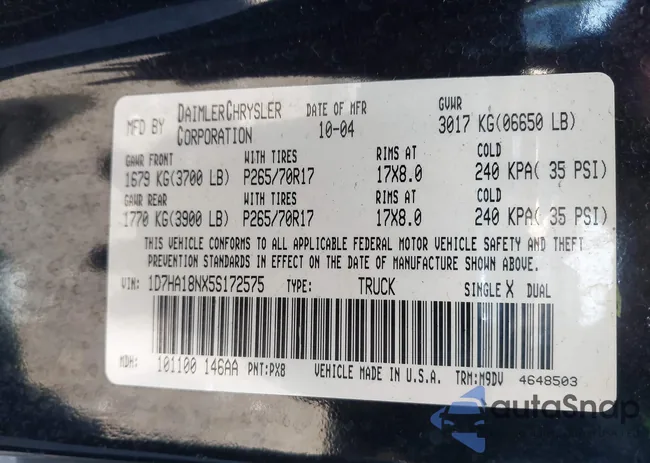 MFD BY DAIMLERCHRYSLER CORPORATION DATE OF MFR 10-04 GVWR 3017 KG(06650 LB)
GAWR FRONT WITH TIRES RIMS AT COLD
1679 KG(3700 LB) P265/70R17 17X8.0 240 KPA( 35 PSI)
GAWR REAR WITH TIRES RIMS AT COLD
1770 KG(3900 LB) P265/70R17 17X8.0 240 KPA( 35 PSI)
THIS VEHICLE CONFORMS TO ALL APPLICABLE FEDERAL MOTOR VEHICLE SAFETY AND THEFT
PREVENTION STANDARDS IN EFFECT ON THE DATE OF MANUFACTURE SHOWN ABOVE.
VIN: 1D7HA18NX5S172575 TYPE: TRUCK SINGLE X DUAL
MDH: 101100 146AA PNT:PX8 VEHICLE MADE IN U.S.A. TRM:M9DV 4648503
autoSnap